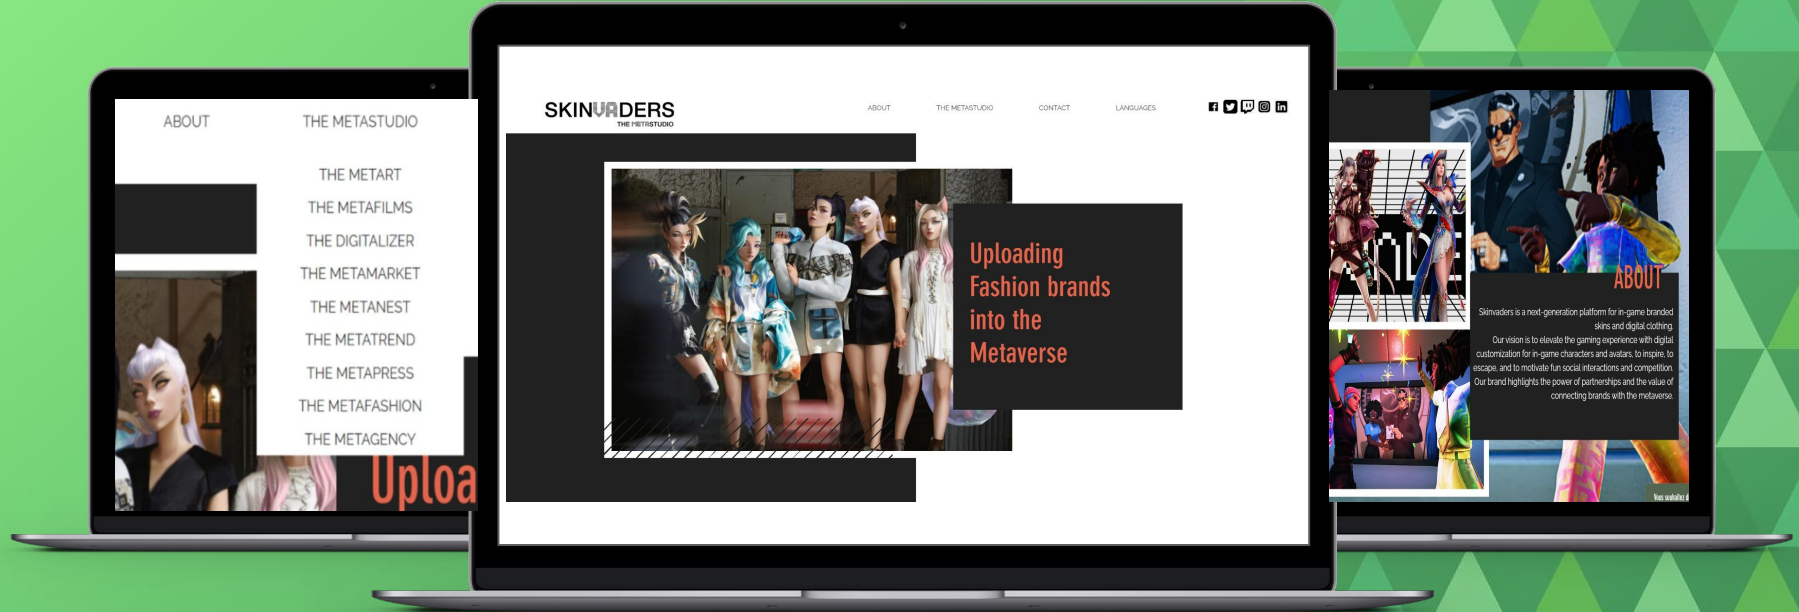 ABOUT
THE METASTUDIO
THE METART
THE METAFILMS
THE DIGITALIZER
THE METAMARKET
THE METANEST
THE METATREND
THE METAPRESS
THE METAFASHION
THE METAGENCY
Uploa
SKINVADERS
THE METASTUDIO
ABOUT
THE METASTUDIO
CONTACT
LANGUAGES
Uploading
Fashion brands
into the
Metaverse
ABOUT
Skinvaders is a next-generation platform for in-game branded
skins and digital clothing.
Our vision is to elevate the gaming experience with digital
customization for in-game characters and avatars, to inspire, to
escape, and to motivate fun social interactions and competition.
Our brand highlights the power of partnerships and the value of
connecting brands with the metaverse.
Vous souhaitez d